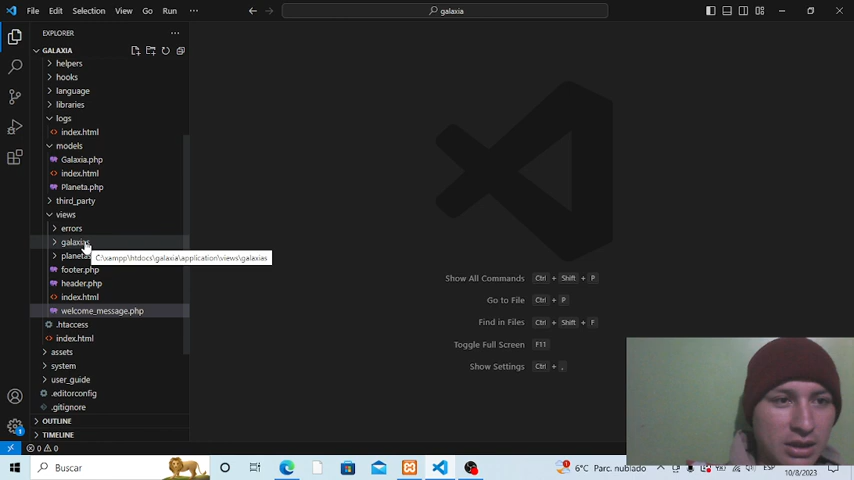 File Edit Selection View Go Run ··· galaxia
EXPLORER
GALAXIA
helpers
hooks
language
libraries
logs
index.html
models
Galaxia.php
index.html
Planeta.php
third_party
views
errors
galaxias
C:\xampp\htdocs\galaxia\application\views\galaxias
footer.php
header.php
index.html
welcome_message.php
.htaccess
index.html
assets
system
user_guide
.editorconfig
.gitignore
OUTLINE
TIMELINE
Show All Commands Ctrl + Shift + P
Go to File Ctrl + P
Find in Files Ctrl + Shift + F
Toggle Full Screen F11
Show Settings Ctrl + ,
1
0 0
Buscar
6°C Parc. nublado
ESP
10/8/2023